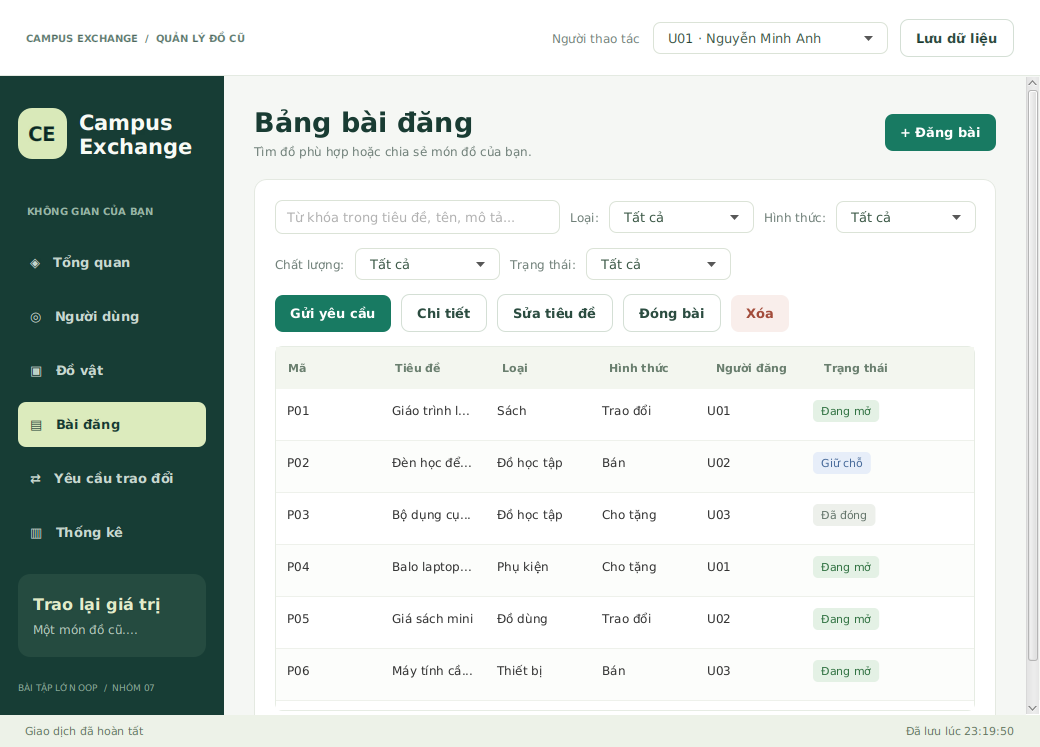 CAMPUS EXCHANGE / QUẢN LÝ ĐỒ CŨ
Người thao tác
U01 · Nguyễn Minh Anh
Lưu dữ liệu
CE
Campus
Exchange
KHÔNG GIAN CỦA BẠN
Tổng quan
Người dùng
Đồ vật
Bài đăng
Yêu cầu trao đổi
Thống kê
Trao lại giá trị
Một món đồ cũ....
BÀI TẬP LỚN OOP / NHÓM 07
Bảng bài đăng
Tìm đồ phù hợp hoặc chia sẻ món đồ của bạn.
+ Đăng bài
Từ khóa trong tiêu đề, tên, mô tả...
Loại: Tất cả
Hình thức: Tất cả
Chất lượng: Tất cả
Trạng thái: Tất cả
Gửi yêu cầu
Chi tiết
Sửa tiêu đề
Đóng bài
Xóa
Mã Tiêu đề Loại Hình thức Người đăng Trạng thái
P01 Giáo trình l... Sách Trao đổi U01 Đang mở
P02 Đèn học để... Đồ học tập Bán U02 Giữ chỗ
P03 Bộ dụng cụ... Đồ học tập Cho tặng U03 Đã đóng
P04 Balo laptop... Phụ kiện Cho tặng U01 Đang mở
P05 Giá sách mini Đồ dùng Trao đổi U02 Đang mở
P06 Máy tính cầ... Thiết bị Bán U03 Đang mở
Giao dịch đã hoàn tất
Đã lưu lúc 23:19:50